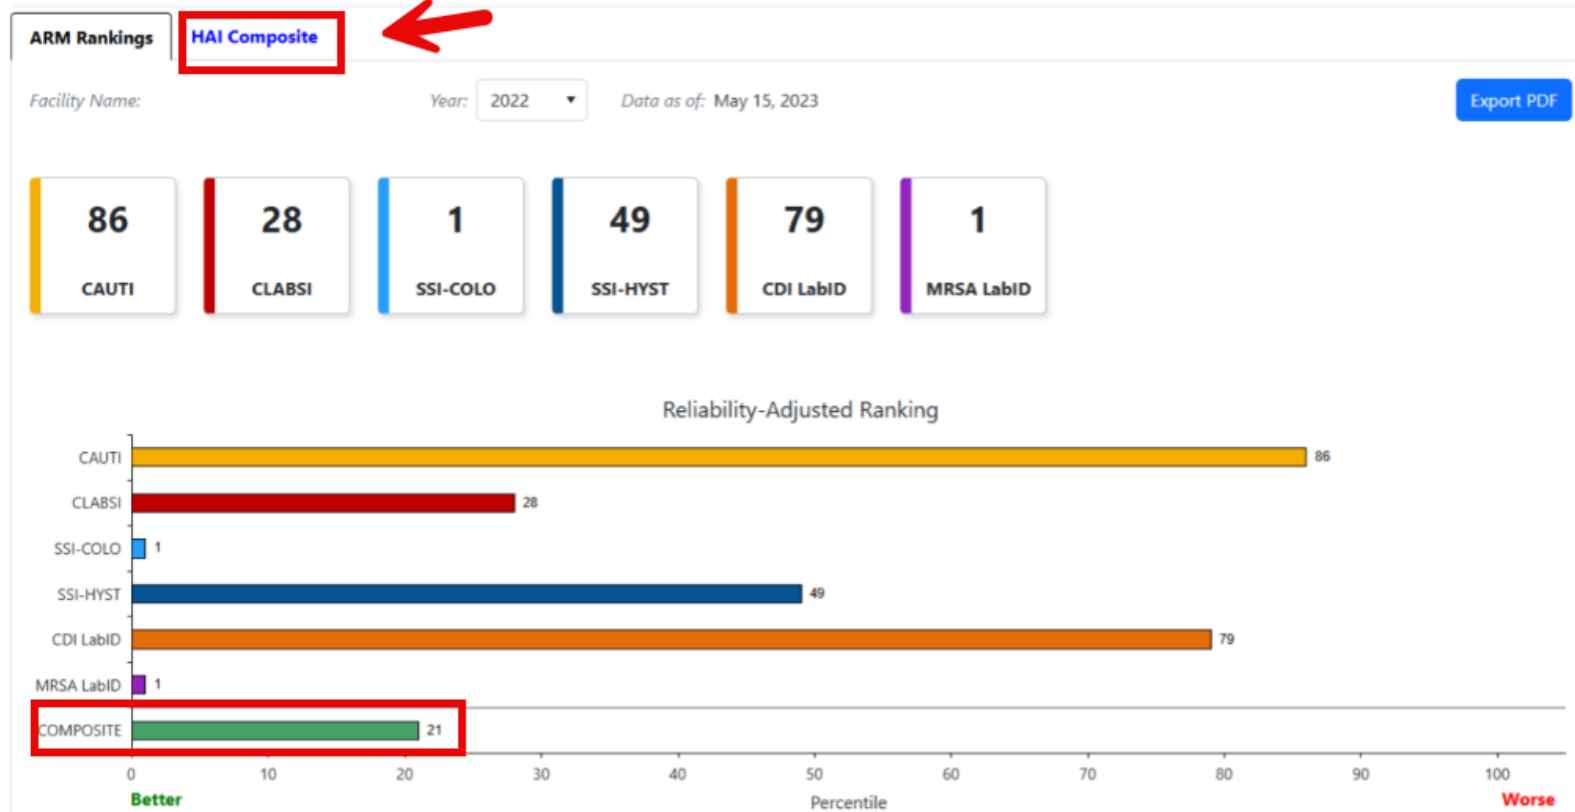 ARM Rankings HAI Composite
Facility Name: Year: 2022 Data as of: May 15, 2023 Export PDF
86 28 1 49 79 1
CAUTI CLABSI SSI-COLO SSI-HYST CDI LabID MRSA LabID
Reliability-Adjusted Ranking
CAUTI 86
CLABSI 28
SSI-COLO 1
SSI-HYST 49
CDI LabID 79
MRSA LabID 1
COMPOSITE 21
0 10 20 30 40 50 60 70 80 90 100
Better Percentile Worse